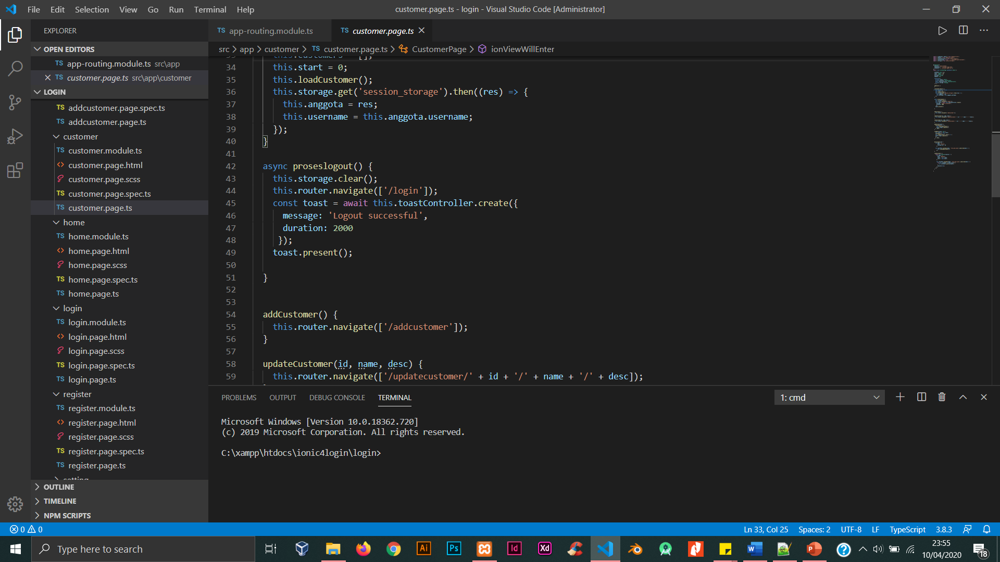 File Edit Selection View Go Run Terminal Help
customer.page.ts - login - Visual Studio Code [Administrator]
EXPLORER
OPEN EDITORS
TS app-routing.module.ts src\app
TS customer.page.ts src\app\customer
LOGIN
TS addcustomer.page.spec.ts
TS addcustomer.page.ts
customer
TS customer.module.ts
<> customer.page.html
customer.page.scss
TS customer.page.spec.ts
TS customer.page.ts
home
TS home.module.ts
<> home.page.html
home.page.scss
TS home.page.spec.ts
TS home.page.ts
login
TS login.module.ts
<> login.page.html
login.page.scss
TS login.page.spec.ts
TS login.page.ts
register
TS register.module.ts
<> register.page.html
register.page.scss
TS register.page.spec.ts
TS register.page.ts
setting
OUTLINE
TIMELINE
NPM SCRIPTS
TS app-routing.module.ts
TS customer.page.ts
src > app > customer > TS customer.page.ts > CustomerPage > ionViewWillEnter
33 this.customers = [];
34 this.start = 0;
35 this.loadCustomer();
36 this.storage.get('session_storage').then((res) => {
37 this.anggota = res;
38 this.username = this.anggota.username;
39 });
40 }
41
42 async proseslogout() {
43 this.storage.clear();
44 this.router.navigate(['/login']);
45 const toast = await this.toastController.create({
46 message: 'Logout successful',
47 duration: 2000
48 });
49 toast.present();
50
51 }
52
53
54 addCustomer() {
55 this.router.navigate(['/addcustomer']);
56 }
57
58 updateCustomer(id, name, desc) {
59 this.router.navigate(['/updatecustomer/' + id + '/' + name + '/' + desc]);
PROBLEMS OUTPUT DEBUG CONSOLE TERMINAL
1: cmd
Microsoft Windows [Version 10.0.18362.720]
(c) 2019 Microsoft Corporation. All rights reserved.
C:\xampp\htdocs\ionic4login\login>
0 0
Ln 33, Col 25 Spaces: 2 UTF-8 LF TypeScript 3.8.3
Type here to search
Ai
Ps
Id
Xd
23:55
10/04/2020
18